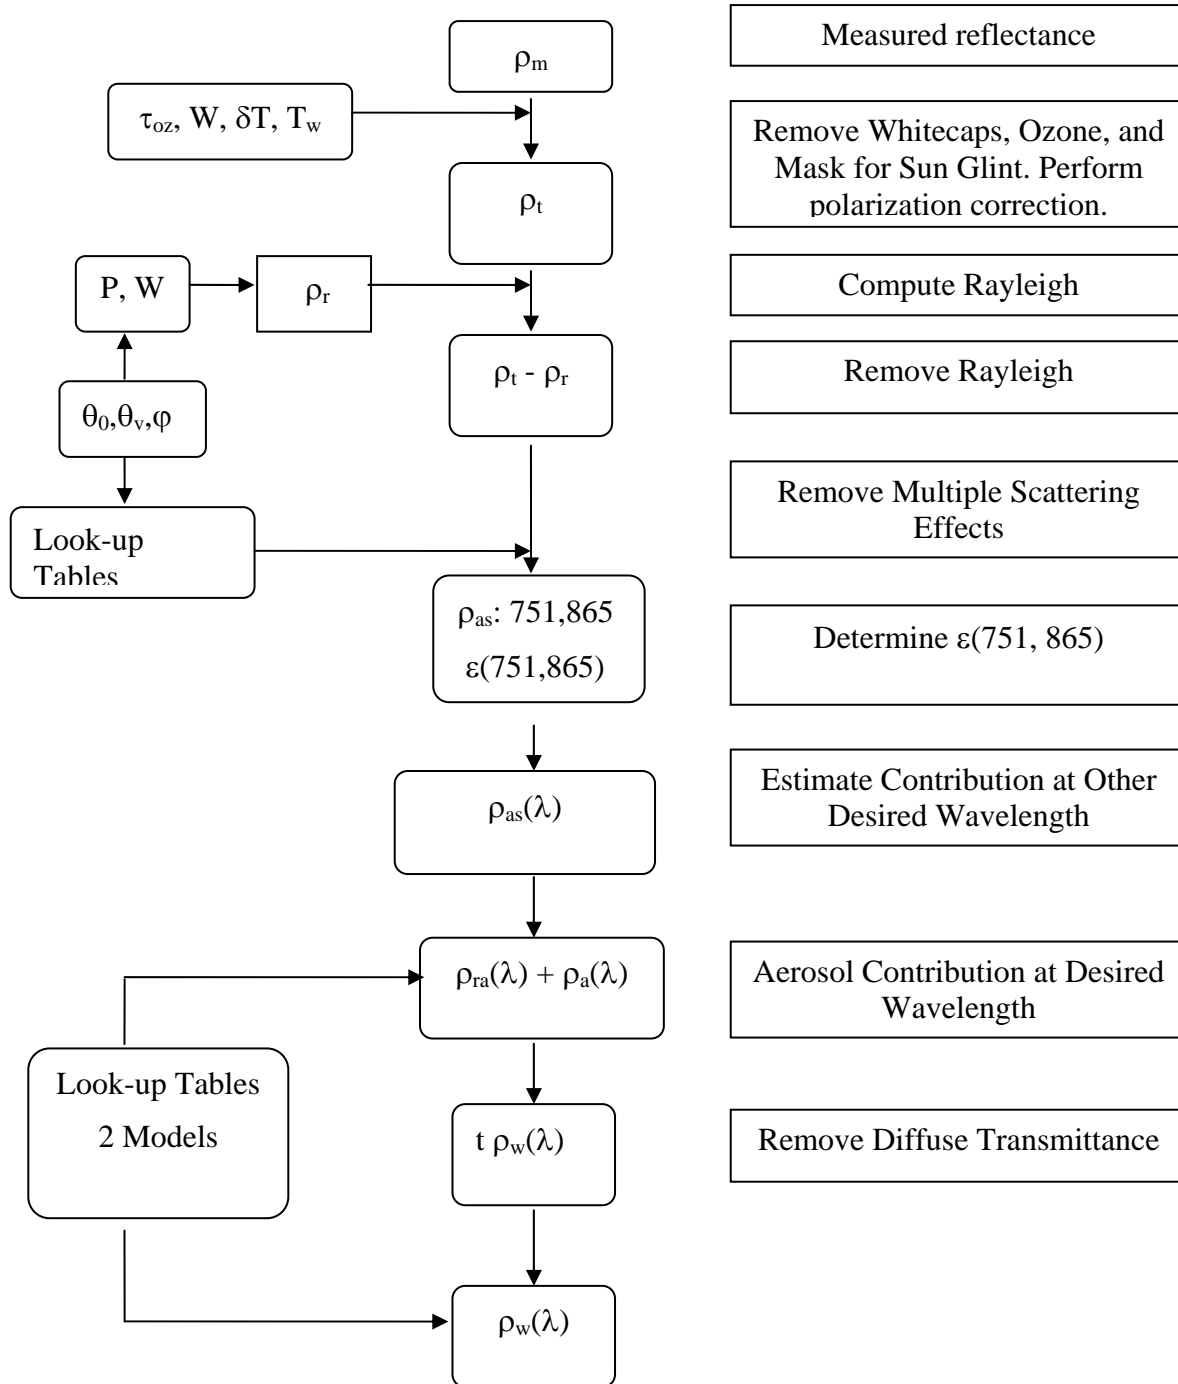 ρm
Measured reflectance
τoz, W, δT, Tw
Remove Whitecaps, Ozone, and
Mask for Sun Glint. Perform
polarization correction.
ρt
P, W
ρr
Compute Rayleigh
ρt - ρr
Remove Rayleigh
θ0,θv,φ
Look-up
Tables
Remove Multiple Scattering
Effects
ρas: 751,865
ε(751,865)
Determine ε(751, 865)
ρas(λ)
Estimate Contribution at Other
Desired Wavelength
ρra(λ) + ρa(λ)
Aerosol Contribution at Desired
Wavelength
Look-up Tables
2 Models
t ρw(λ)
Remove Diffuse Transmittance
ρw(λ)